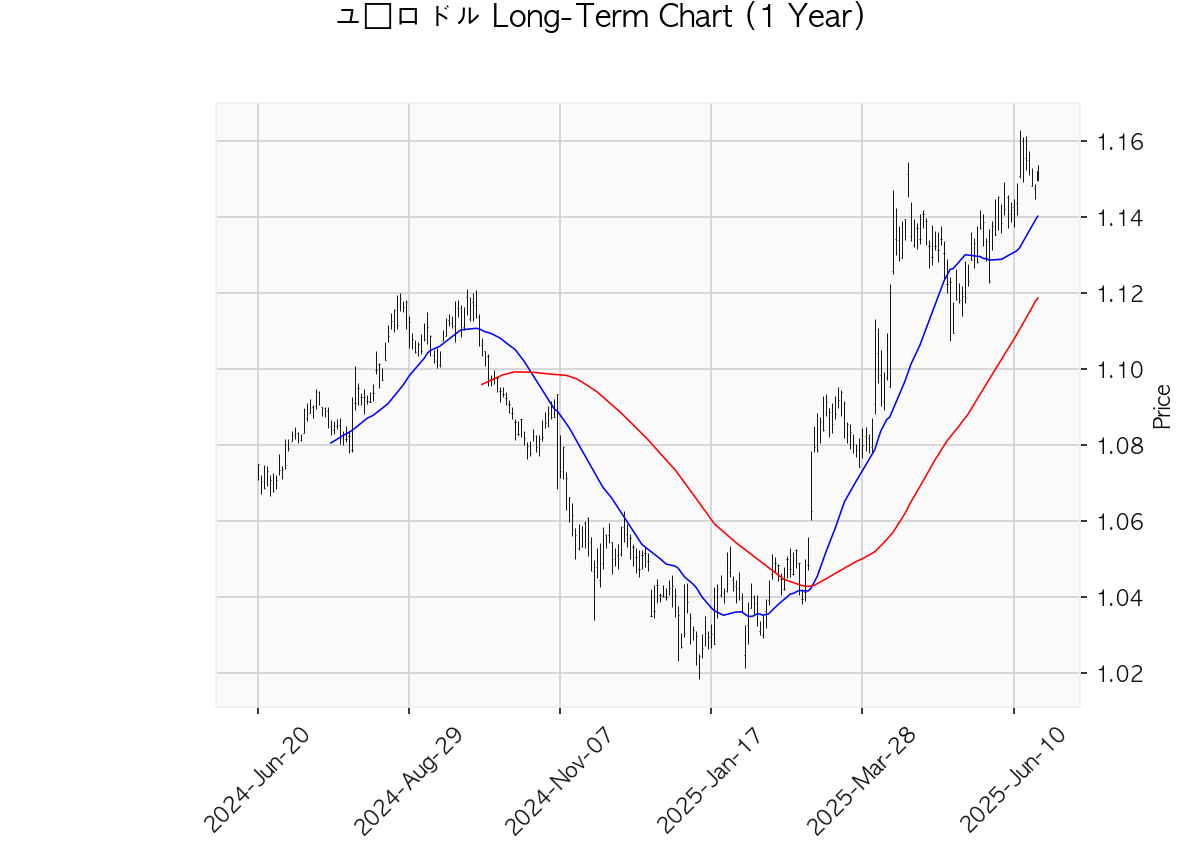 ユ□ロドル Long-Term Chart (1 Year)
1.16
1.14
1.12
1.10
1.08
1.06
1.04
1.02
Price
2024-Jun-20
2024-Aug-29
2024-Nov-07
2025-Jan-17
2025-Mar-28
2025-Jun-10